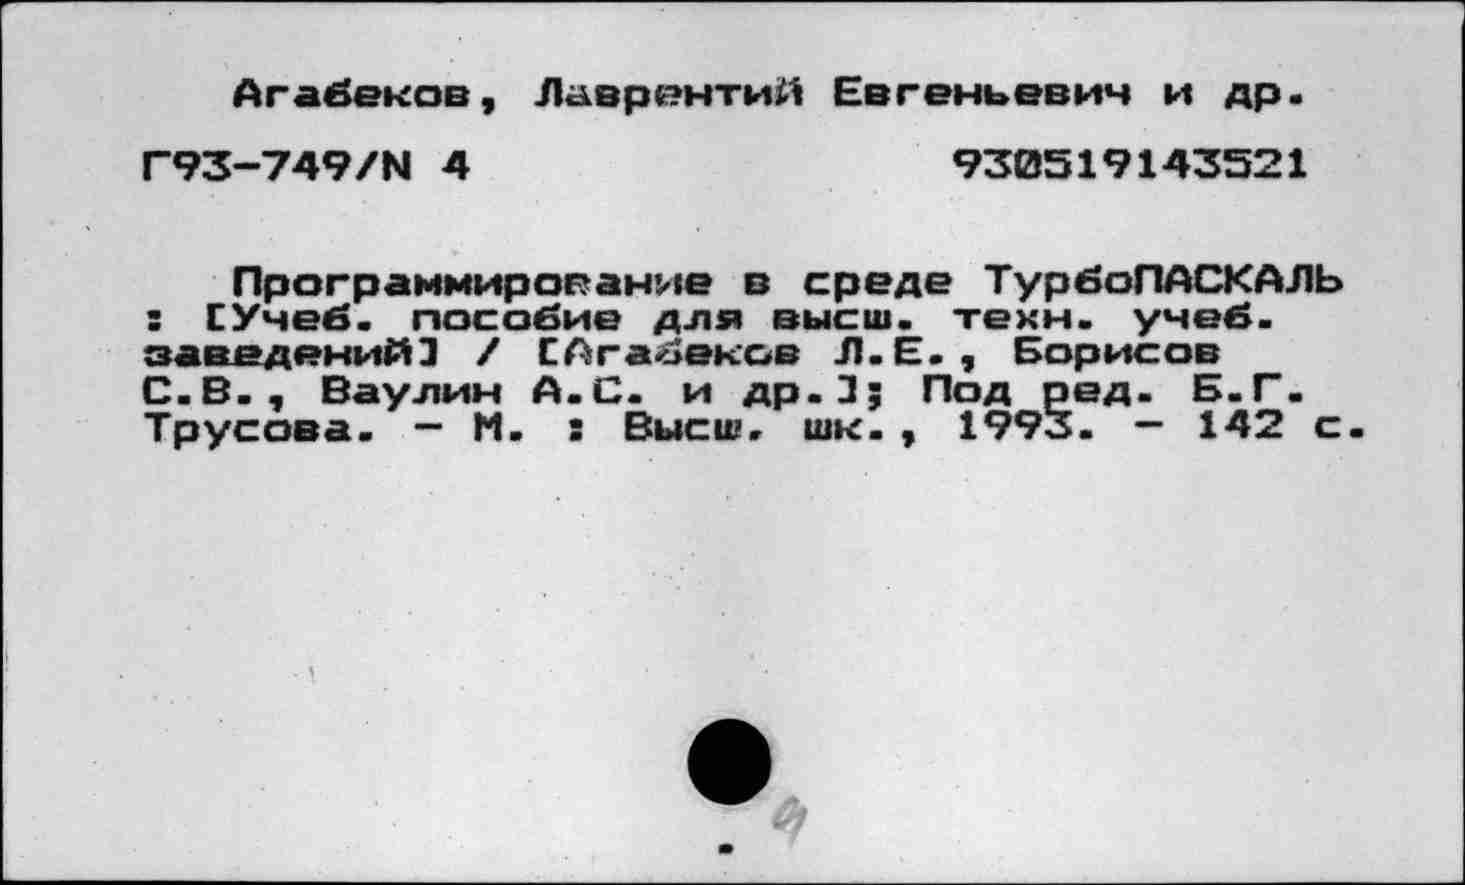 Агабеков, Лаврентий Евгеньевич и др.
Г93-749/N 4 930519143521
Программирование в среде ТурбоПАСКАЛЬ
: [Учеб. пособие для высш. техн. учеб.
заведений] / [Агабеков Л.Е., Борисов
С.В., Ваулин А.С. и др.]; Под ред. Б.Г.
Трусова. - М. : Высш. шк., 1993. - 142 с.